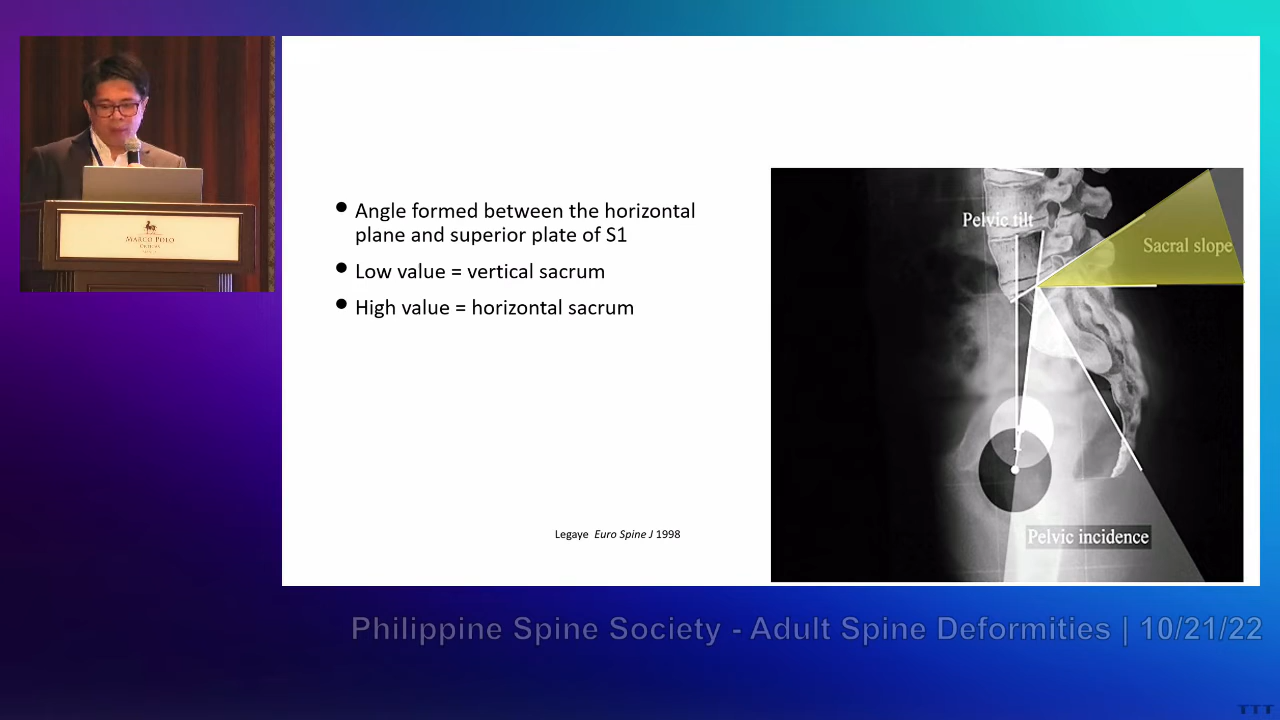 MARCO POLO
• Angle formed between the horizontal
plane and superior plate of S1
• Low value = vertical sacrum
• High value = horizontal sacrum
Legaye Euro Spine J 1998
Pelvic tilt
Sacral slope
Pelvic incidence
Philippine Spine Society - Adult Spine Deformities | 10/21/22
TTT